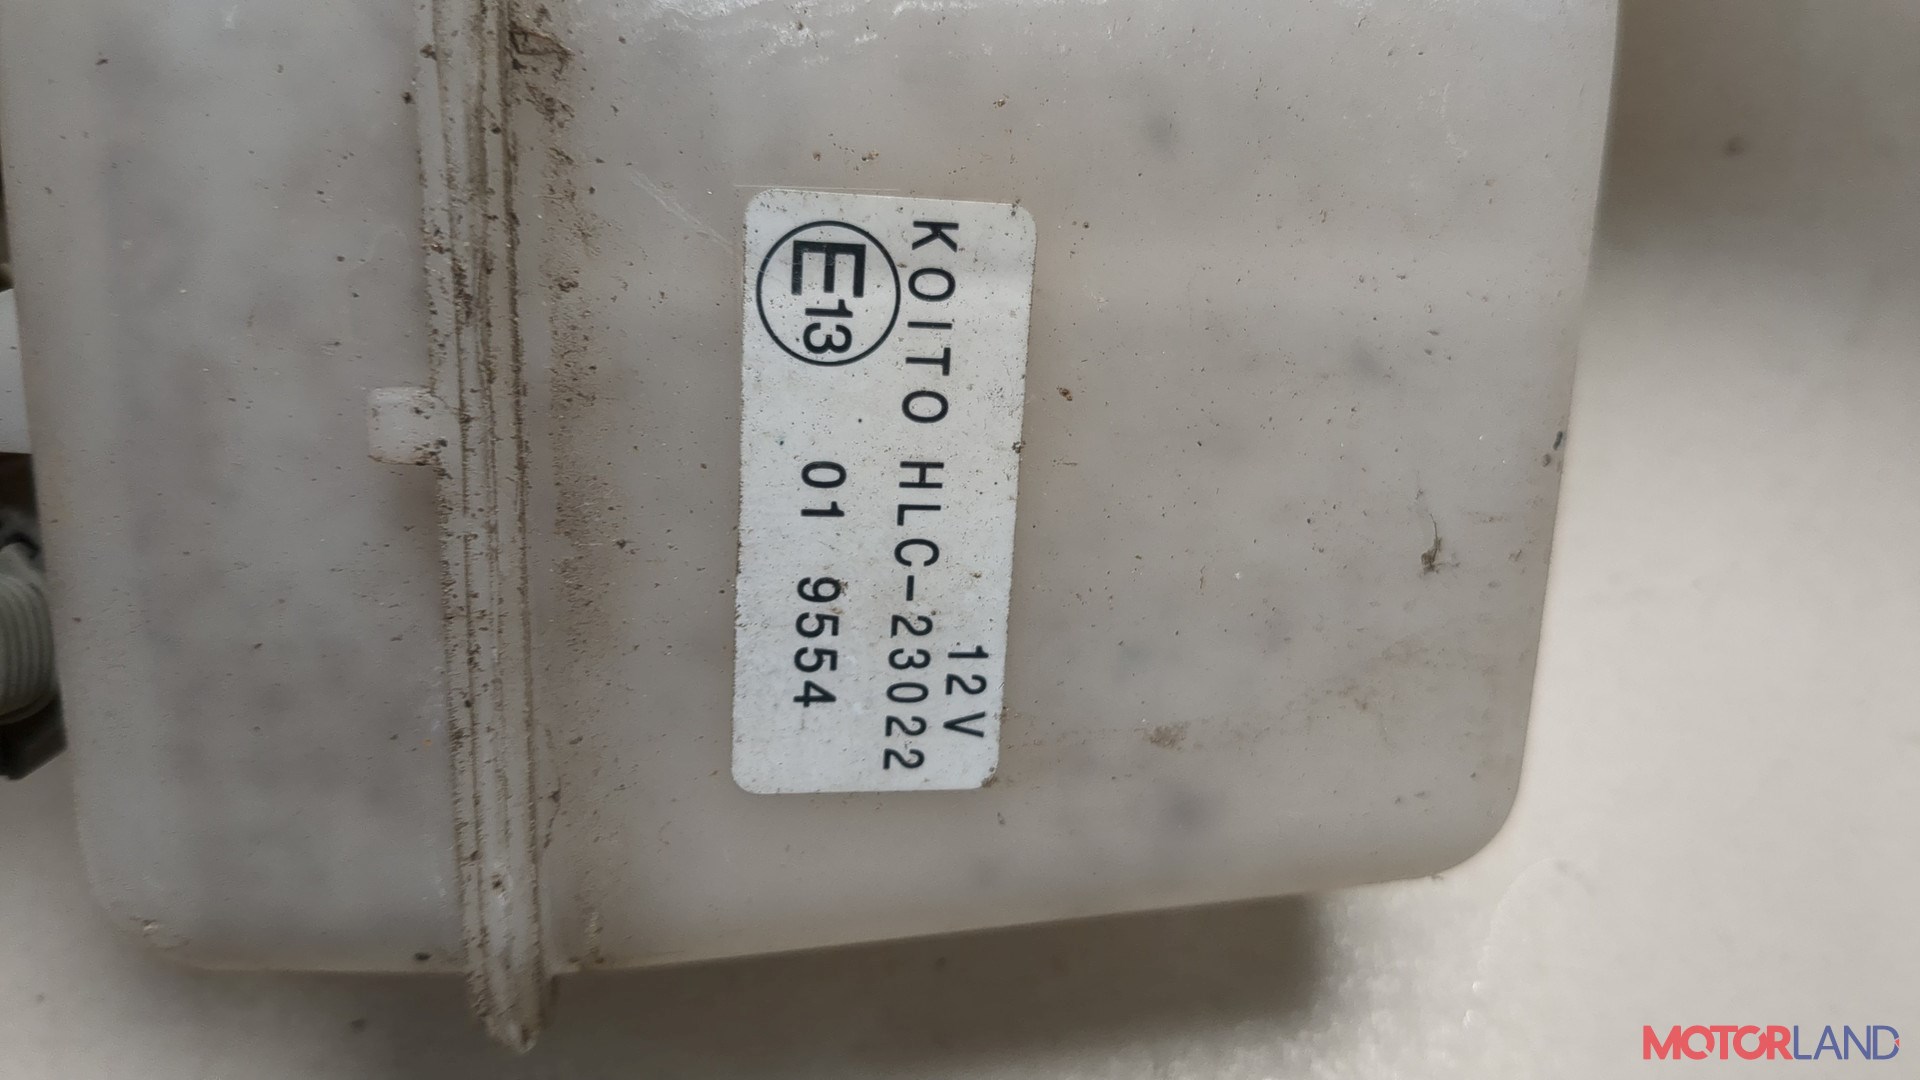 12V
KOITO HLC-23022
E13 01 9554
MOTORLAND